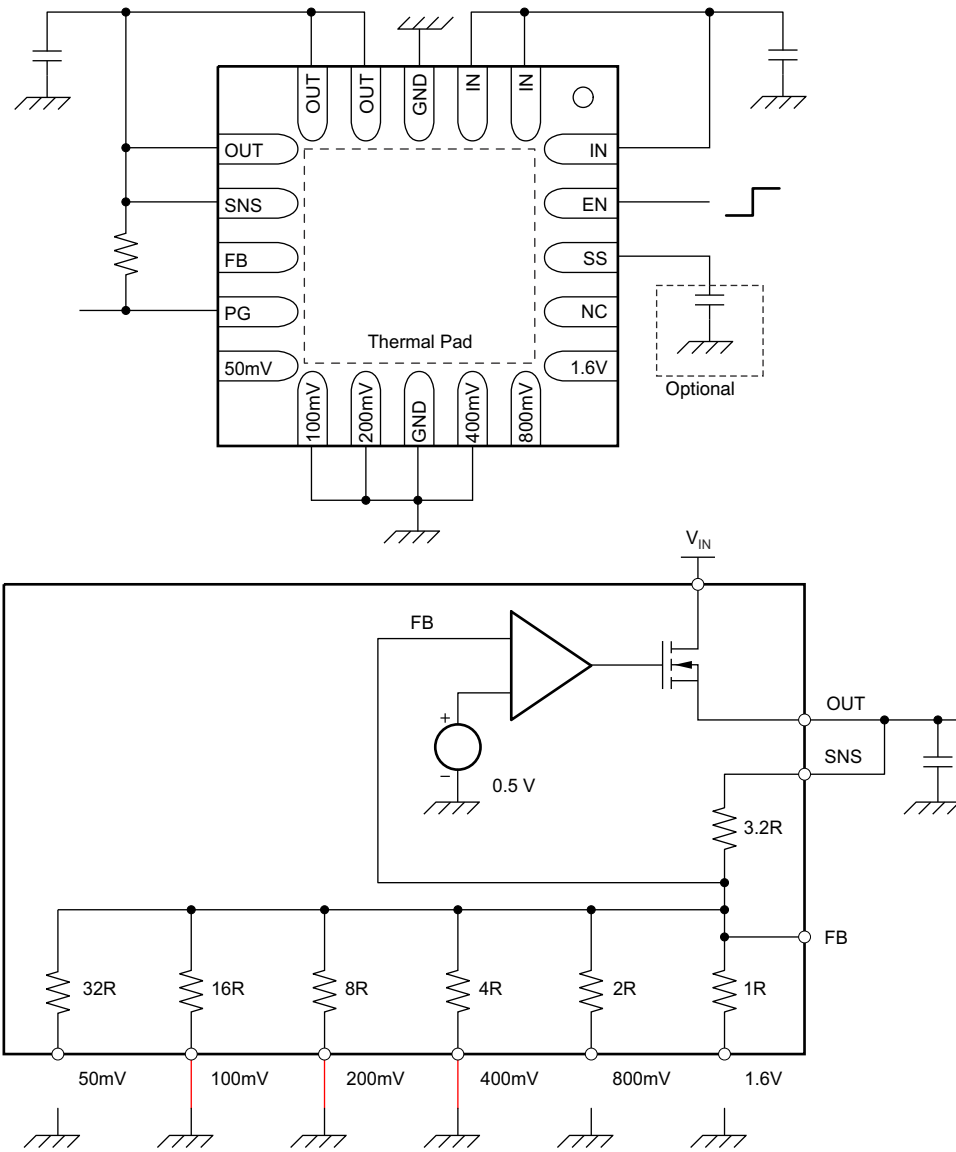 OUT
OUT
GND
IN
IN
OUT
IN
SNS
EN
FB
SS
PG
NC
Thermal Pad
50mV
1.6V
100mV
200mV
GND
400mV
800mV
Optional
VIN
FB
OUT
+
SNS
−
0.5 V
3.2R
FB
32R
16R
8R
4R
2R
1R
50mV
100mV
200mV
400mV
800mV
1.6V